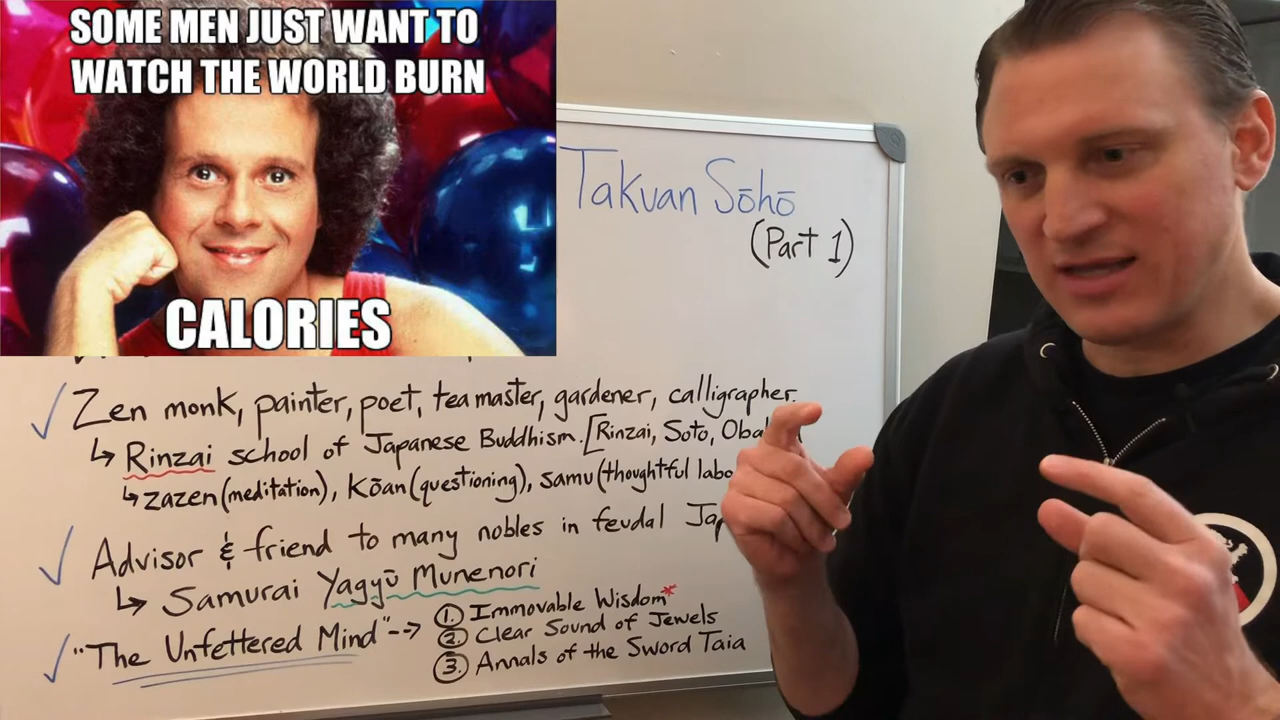 SOME MEN JUST WANT TO
WATCH THE WORLD BURN
CALORIES
Takuan Sōhō
(Part 1)
✓ Zen monk, painter, poet, tea master, gardener, calligrapher.
↳ Rinzai school of Japanese Buddhism. [Rinzai, Soto,
↳ zazen (meditation), Kōan (questioning), samu (thoughtful
✓ Advisor & friend to many nobles in feudal
↳ Samurai Yagyū Munenori
✓ "The Unfettered Mind" --> ①. Immovable Wisdom*
②. Clear Sound of Jewels
③. Annals of the Sword Taia